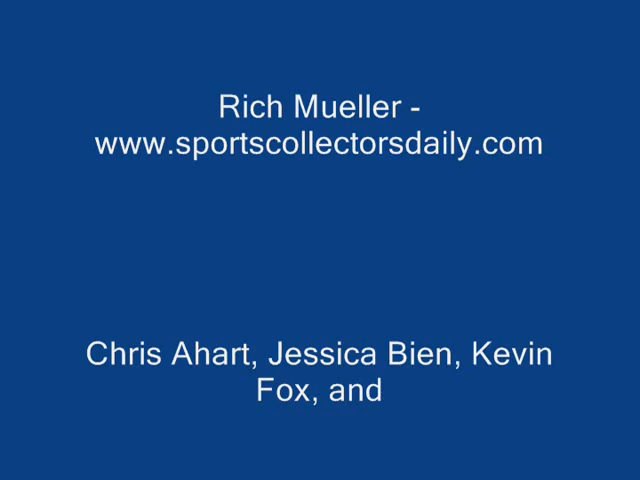 Rich Mueller -
www.sportscollectorsdaily.com
Chris Ahart, Jessica Bien, Kevin
Fox, and